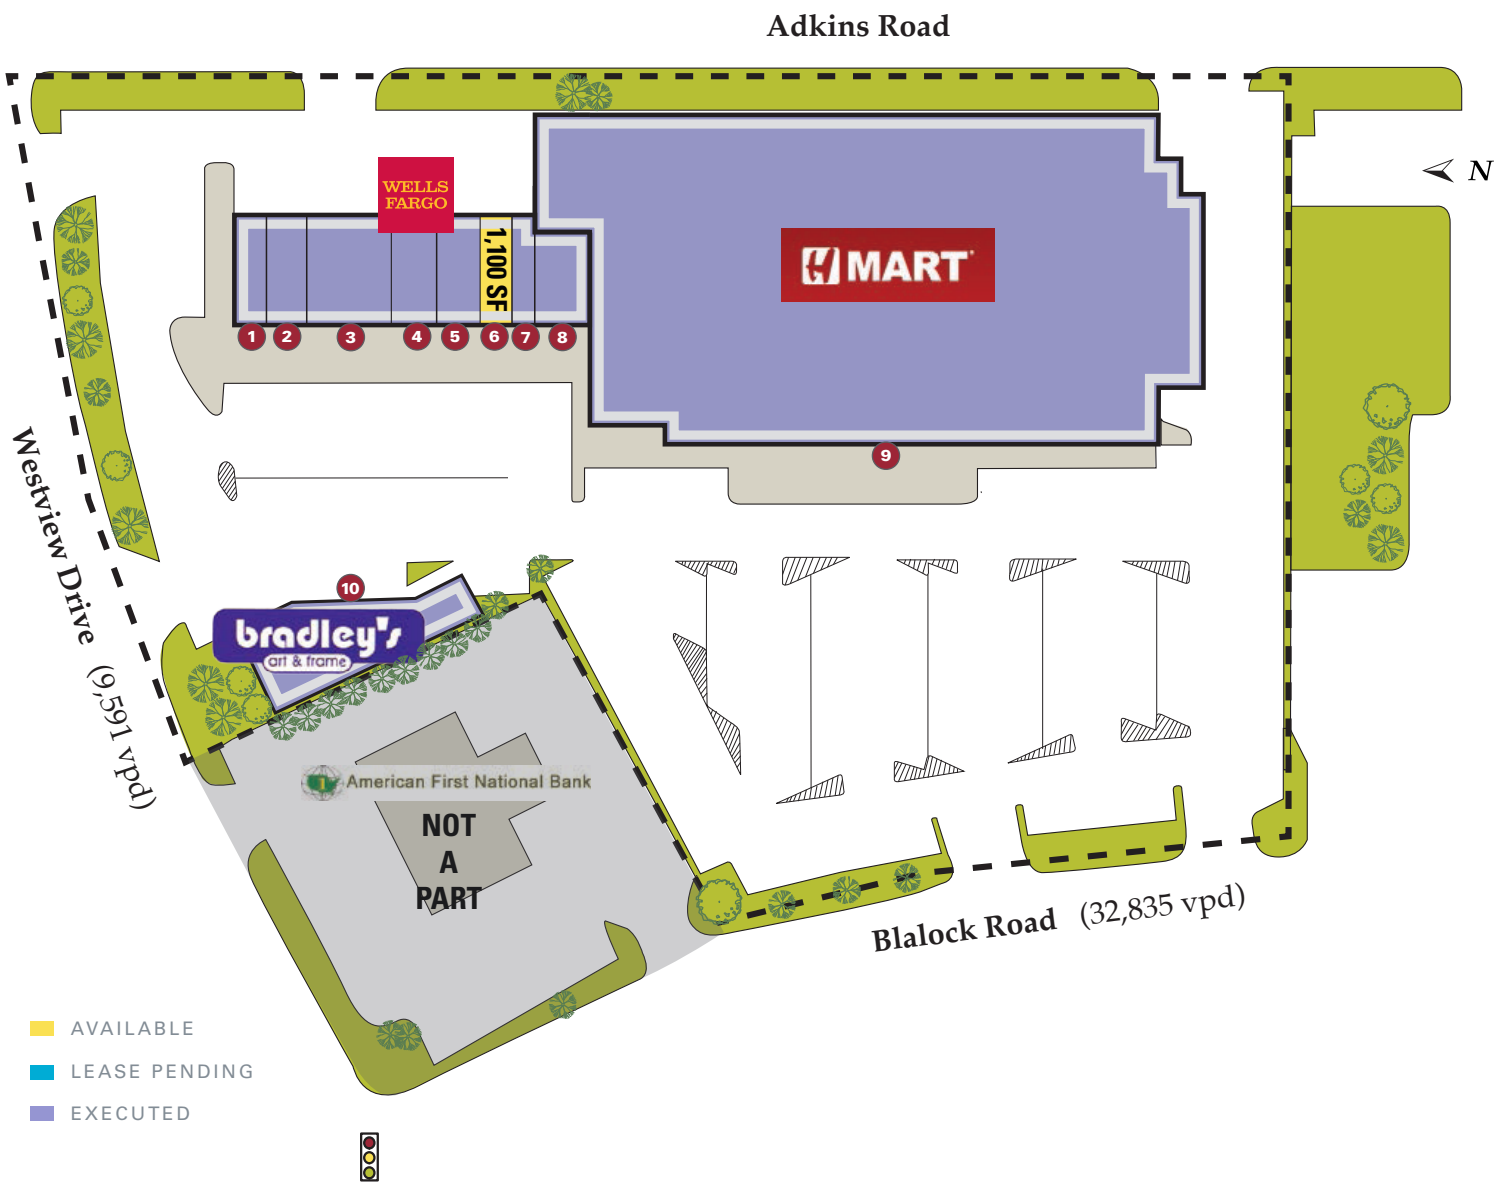 Adkins Road
N
WELLS
FARGO
1,100 SF
H MART
1
2
3
4
5
6
7
8
9
Westview Drive (9,591 vpd)
10
bradley's
art & frame
American First National Bank
NOT
A
PART
Blalock Road (32,835 vpd)
AVAILABLE
LEASE PENDING
EXECUTED